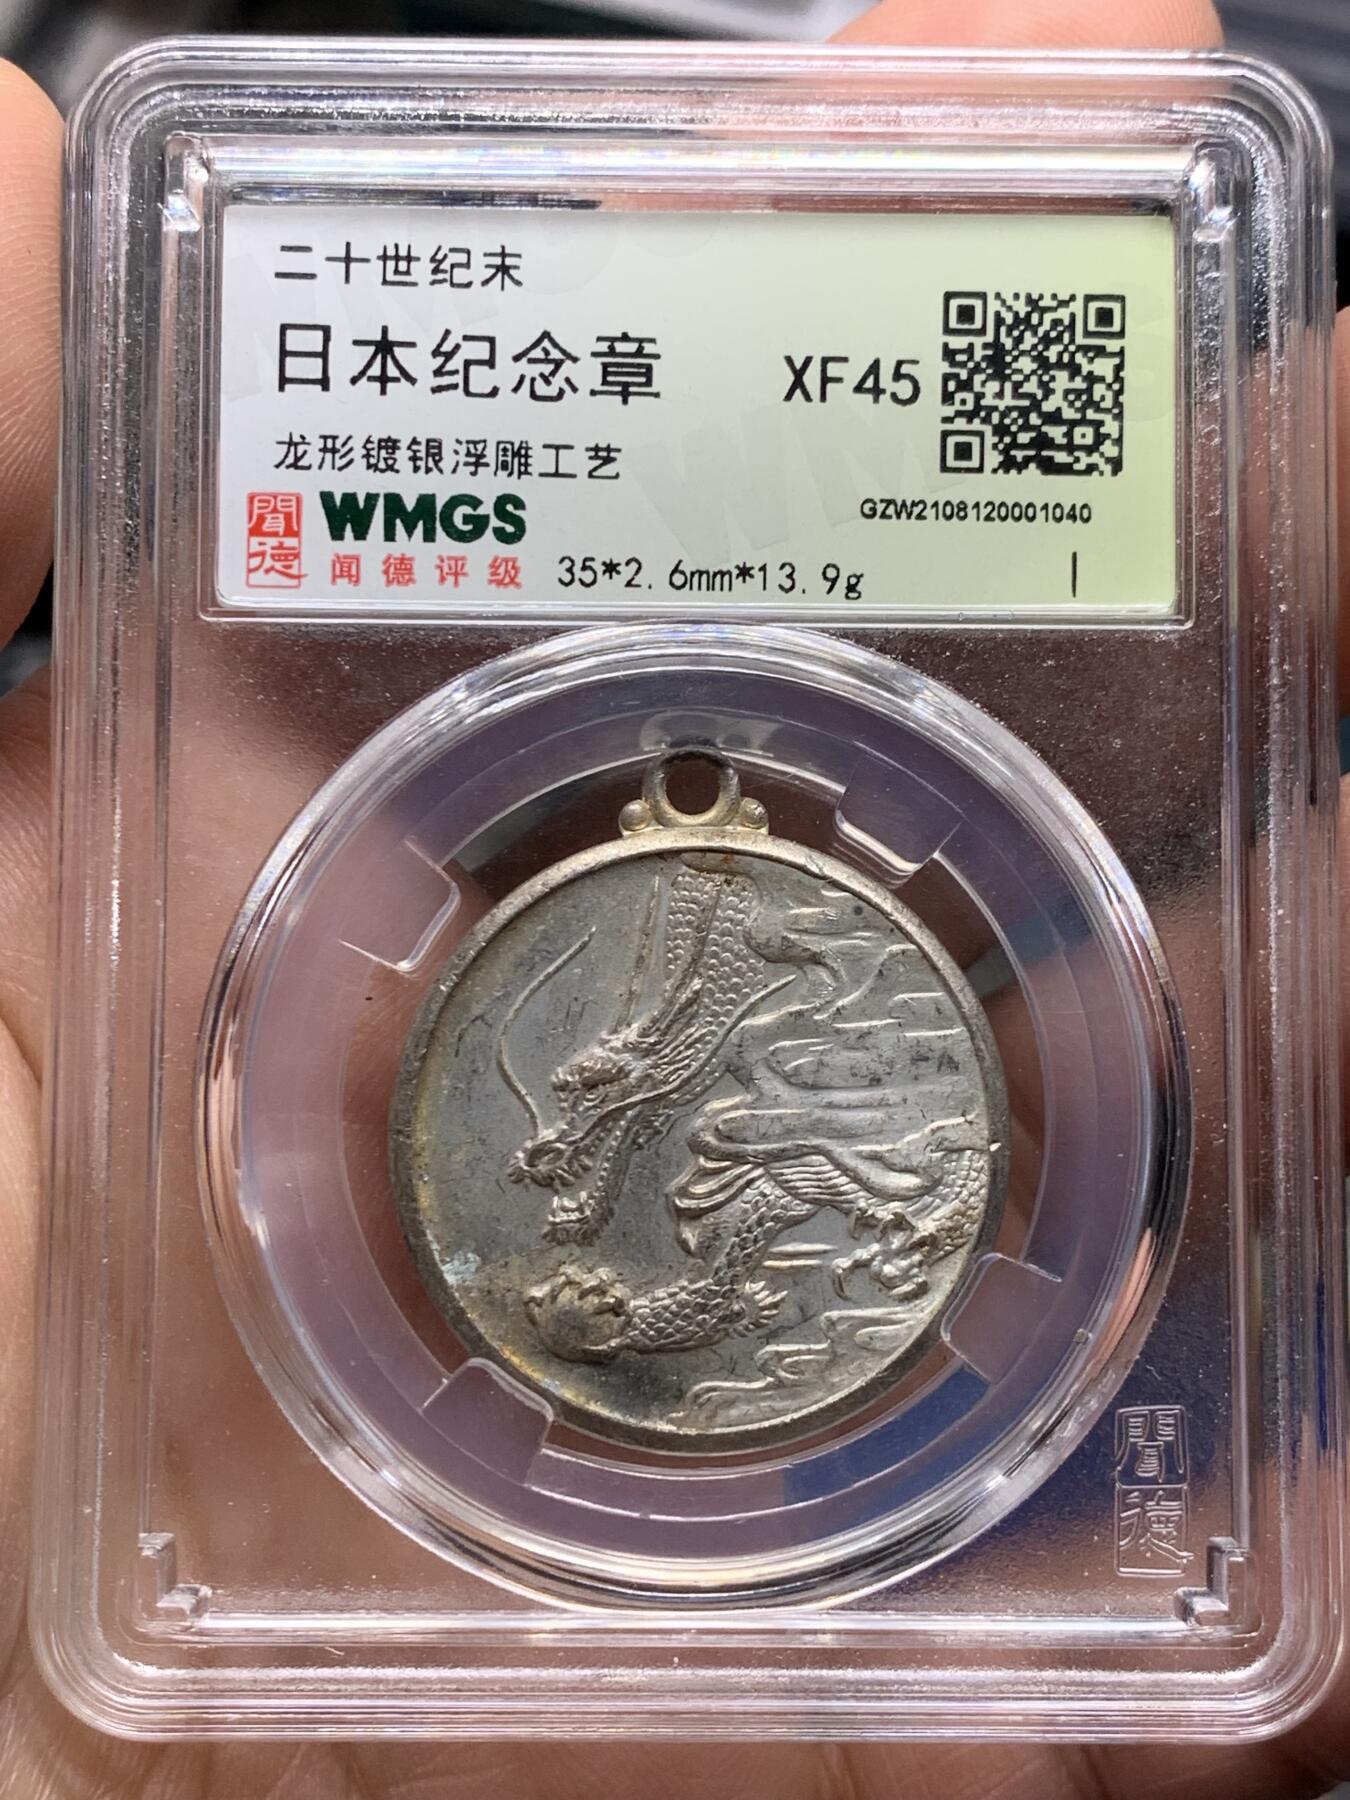 二十世纪末
日本纪念章
XF45
龙形镀银浮雕工艺
聞德
WMGS
闻德评级
GZW2108120001040
35*2.6mm*13.9g
聞德